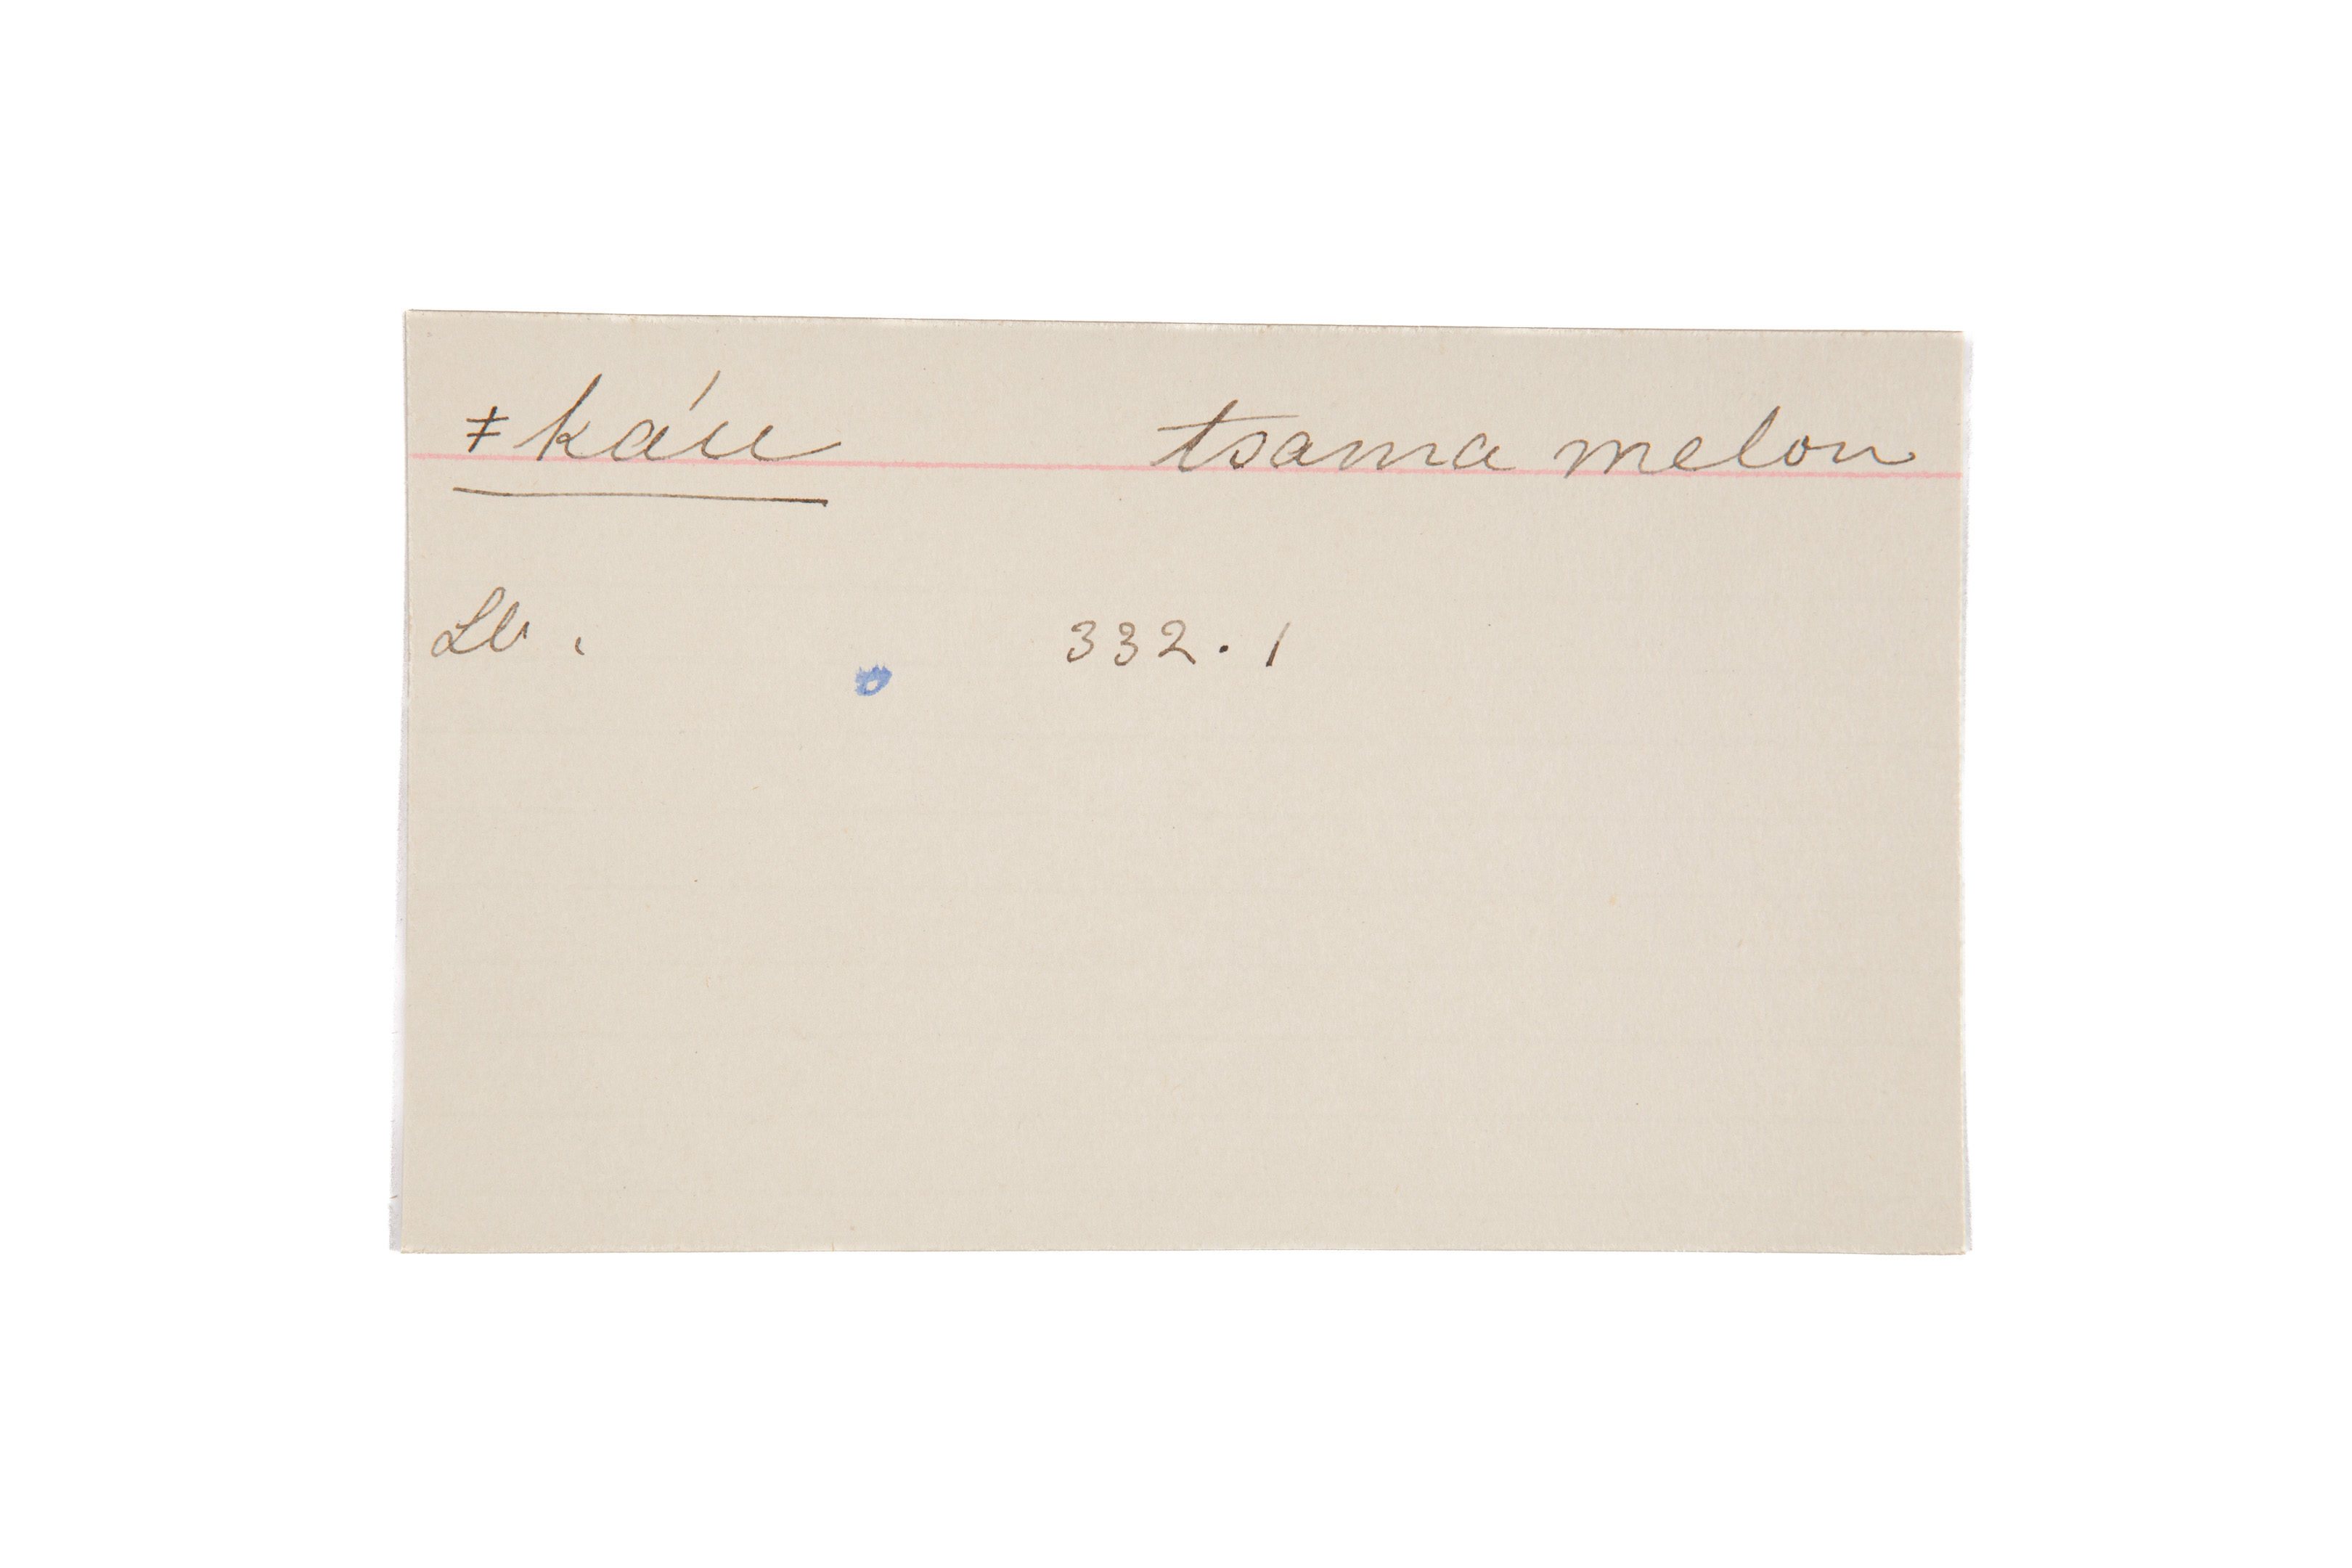 ǂkáu tsama melon
Lb. 332.1